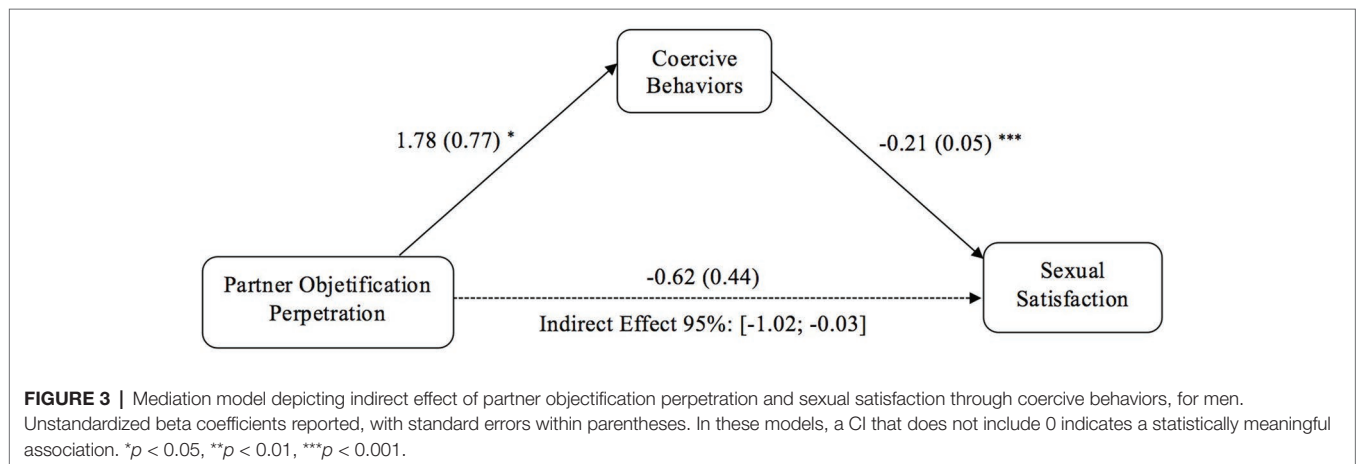 Coercive
Behaviors
1.78 (0.77) *
-0.21 (0.05) ***
Partner Objetification
Perpetration
-0.62 (0.44)
Indirect Effect 95%: [-1.02; -0.03]
Sexual
Satisfaction
FIGURE 3 | Mediation model depicting indirect effect of partner objectification perpetration and sexual satisfaction through coercive behaviors, for men.
Unstandardized beta coefficients reported, with standard errors within parentheses. In these models, a CI that does not include 0 indicates a statistically meaningful
association. *p < 0.05, **p < 0.01, ***p < 0.001.